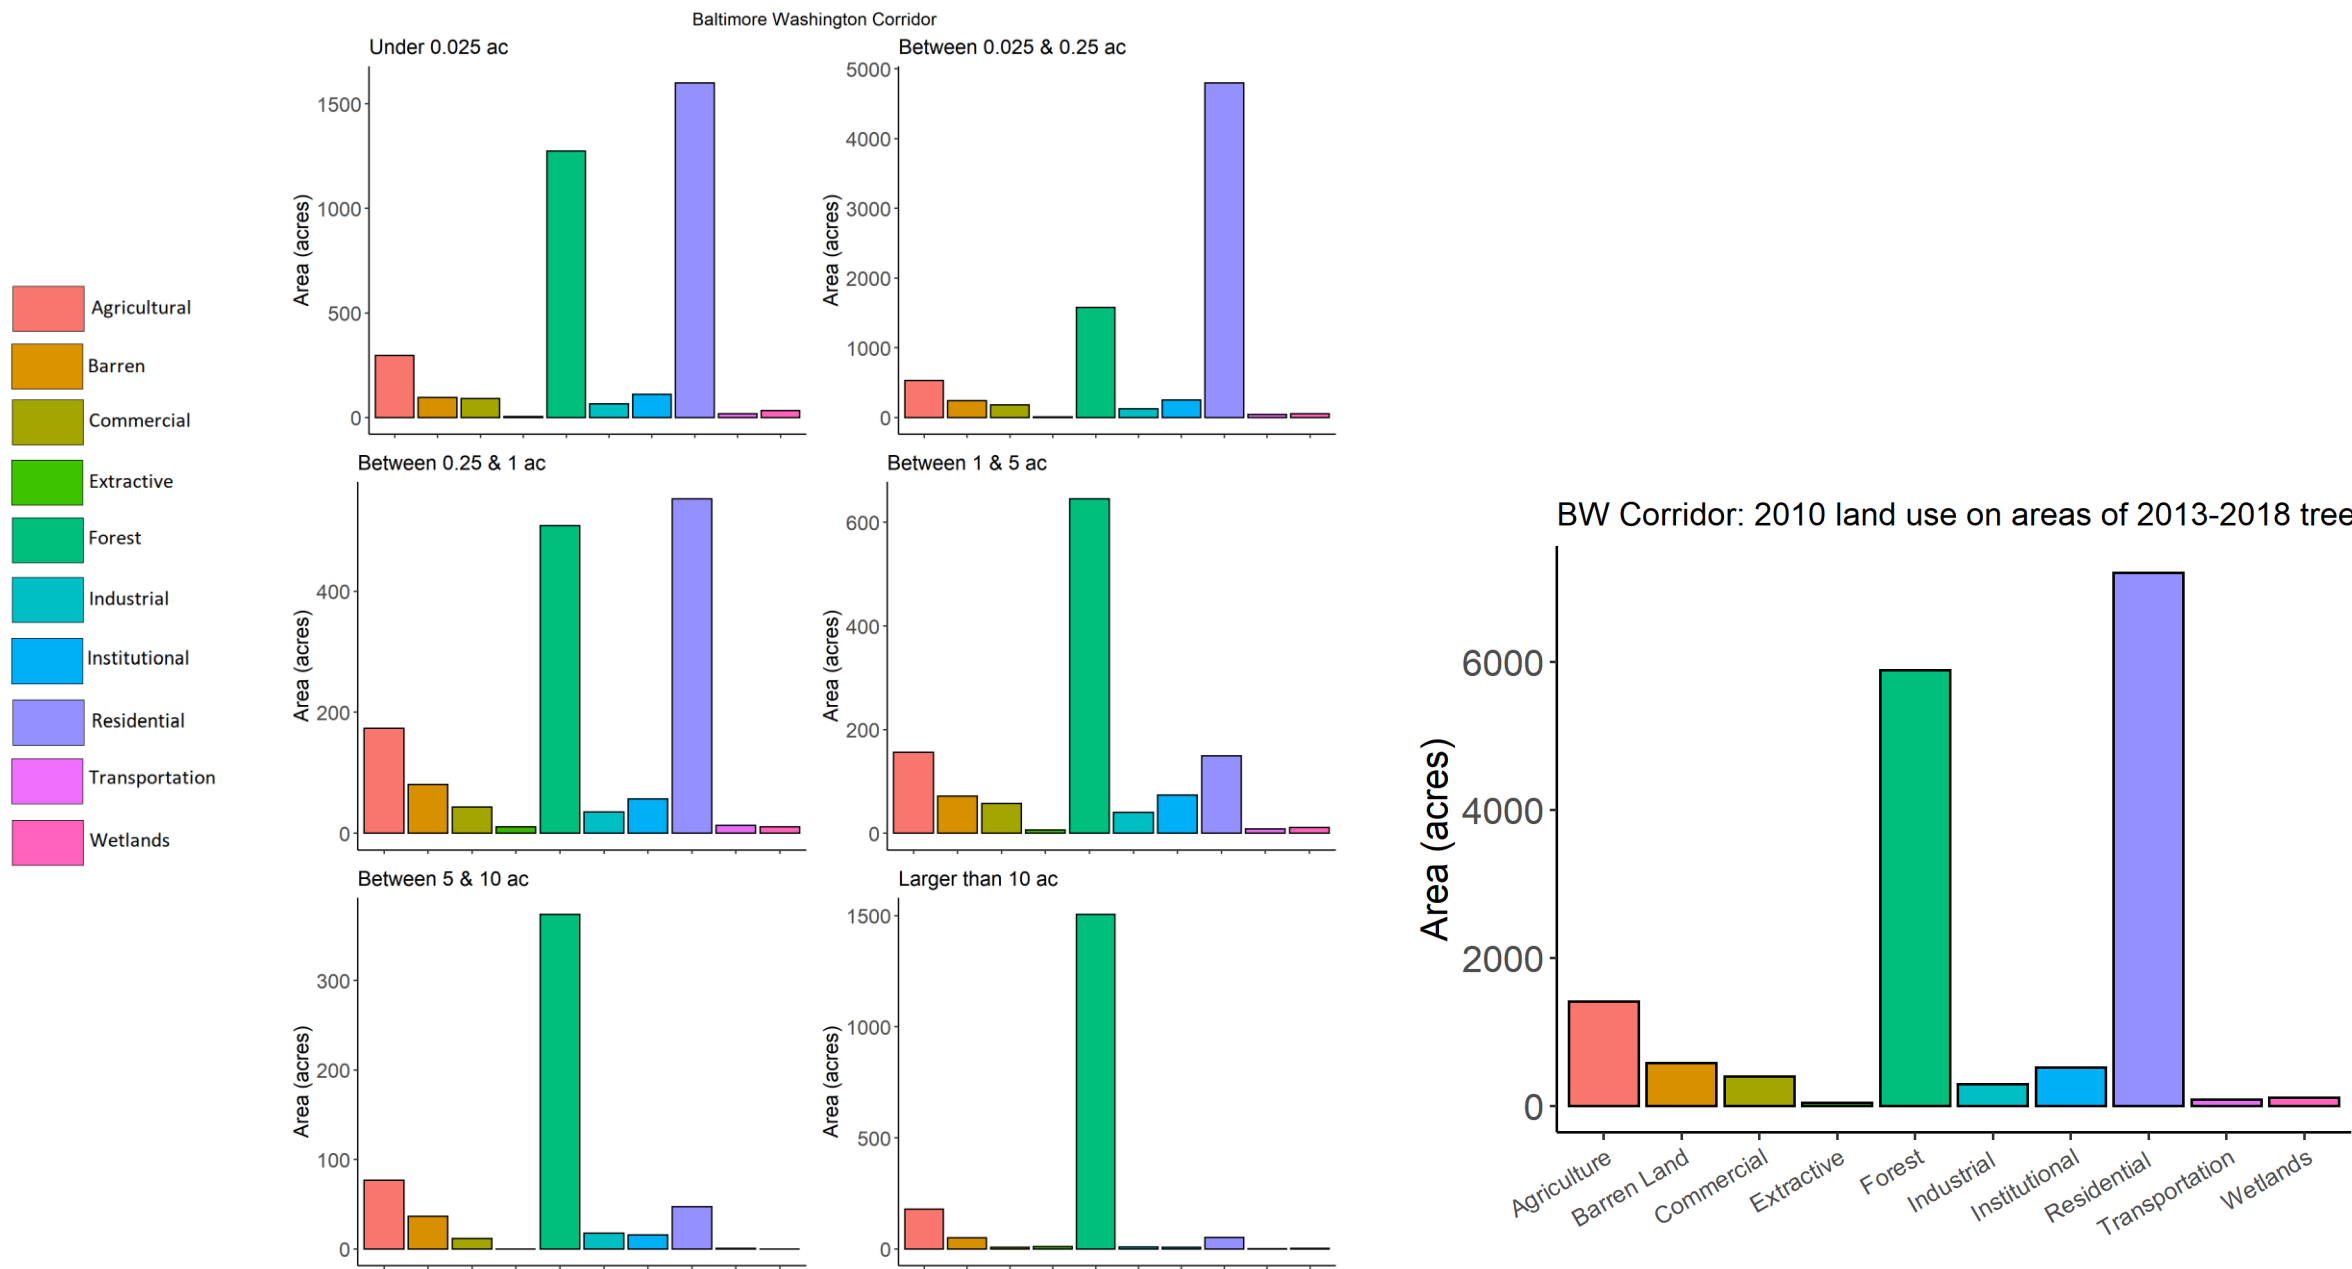 Baltimore Washington Corridor
Agricultural
Barren
Commercial
Extractive
Forest
Industrial
Institutional
Residential
Transportation
Wetlands
Under 0.025 ac
Area (acres)
1500
1000
500
0
Between 0.025 & 0.25 ac
Area (acres)
5000
4000
3000
2000
1000
0
Between 0.25 & 1 ac
Area (acres)
400
200
0
Between 1 & 5 ac
Area (acres)
600
400
200
0
Between 5 & 10 ac
Area (acres)
300
200
100
0
Larger than 10 ac
Area (acres)
1500
1000
500
0
BW Corridor: 2010 land use on areas of 2013-2018 tree
Area (acres)
6000
4000
2000
0
Agriculture
Barren Land
Commercial
Extractive
Forest
Industrial
Institutional
Residential
Transportation
Wetlands